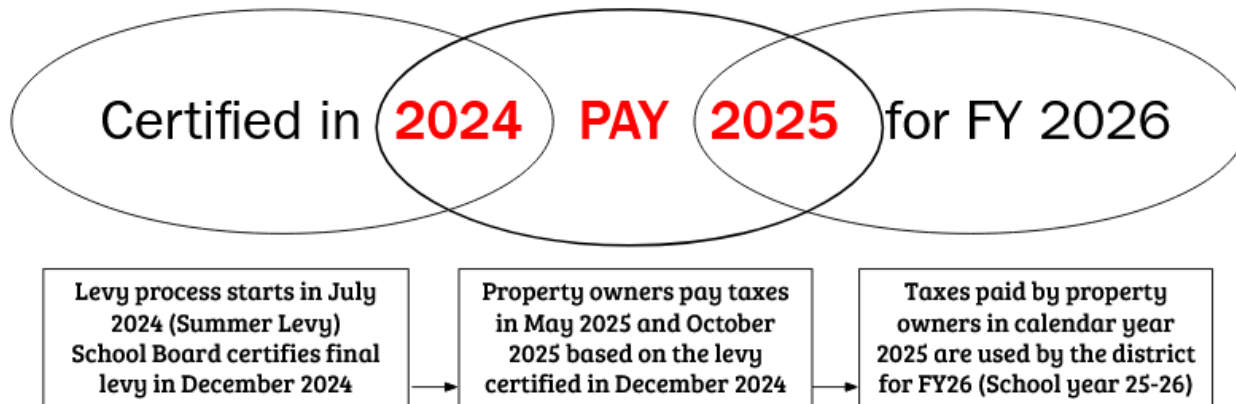 Certified in 2024 PAY 2025 for FY 2026
Levy process starts in July
2024 (Summer Levy)
School Board certifies final
levy in December 2024
Property owners pay taxes
in May 2025 and October
2025 based on the levy
certified in December 2024
Taxes paid by property
owners in calendar year
2025 are used by the district
for FY26 (School year 25-26)